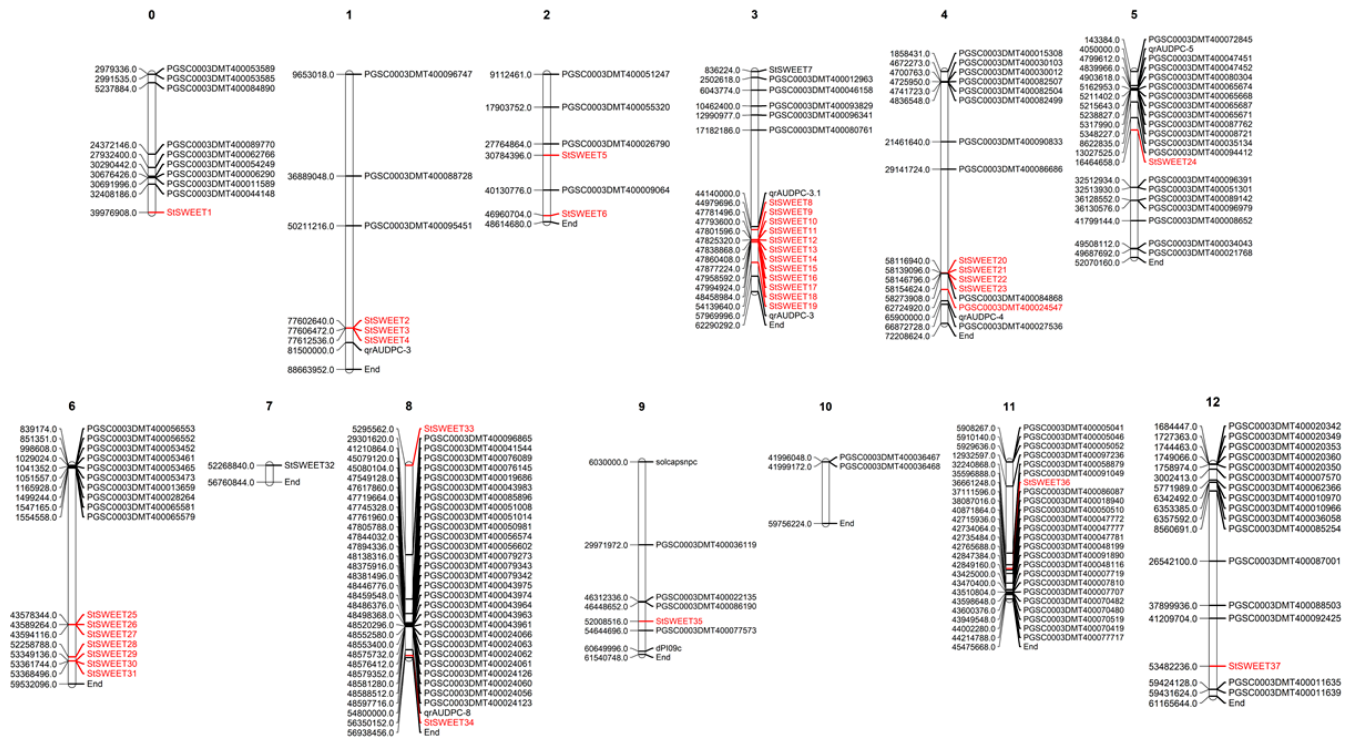 0
2979336.0 PGSC0003DMT400053589
2991535.0 PGSC0003DMT400053585
5237884.0 PGSC0003DMT400084890
24372146.0 PGSC0003DMT400089770
27932400.0 PGSC0003DMT400062766
30290442.0 PGSC0003DMT400054249
30676426.0 PGSC0003DMT400006290
30691996.0 PGSC0003DMT400011589
32408186.0 PGSC0003DMT400044148
39976908.0 StSWEET1
1
9653018.0 PGSC0003DMT400096747
36889048.0 PGSC0003DMT400088728
50211216.0 PGSC0003DMT400095451
77602640.0 StSWEET2
77606472.0 StSWEET3
77612536.0 StSWEET4
81500000.0 qrAUDPC-3
88663952.0 End
2
9112461.0 PGSC0003DMT400051247
17903752.0 PGSC0003DMT400055320
27764864.0 PGSC0003DMT400026790
30784396.0 StSWEET5
40130776.0 PGSC0003DMT400009064
46960704.0 StSWEET6
48614680.0 End
3
836224.0 StSWEET7
2502618.0 PGSC0003DMT400012963
6043774.0 PGSC0003DMT400046158
10462400.0 PGSC0003DMT400093829
12990977.0 PGSC0003DMT400096341
17182186.0 PGSC0003DMT400080761
44140000.0 qrAUDPC-3.1
44979696.0 StSWEET8
47781496.0 StSWEET9
47793600.0 StSWEET10
47801596.0 StSWEET11
47825320.0 StSWEET12
47838868.0 StSWEET13
47860408.0 StSWEET14
47877224.0 StSWEET15
47958592.0 StSWEET16
47994924.0 StSWEET17
48458984.0 StSWEET18
54139640.0 StSWEET19
57969996.0 qrAUDPC-3
62290292.0 End
4
1858431.0 PGSC0003DMT400015308
4672273.0 PGSC0003DMT400030103
4700763.0 PGSC0003DMT400030012
4725950.0 PGSC0003DMT400082507
4741723.0 PGSC0003DMT400082504
4836548.0 PGSC0003DMT400082499
21461640.0 PGSC0003DMT400090833
29141724.0 PGSC0003DMT400086686
58116940.0 StSWEET20
58139096.0 StSWEET21
58146796.0 StSWEET22
58154624.0 StSWEET23
58273908.0 PGSC0003DMT400084868
62724920.0 PGSC0003DMT400024547
65900000.0 qrAUDPC-4
66872728.0 PGSC0003DMT400027536
72208624.0 End
5
143384.0 PGSC0003DMT400072845
4050000.0 qrAUDPC-5
4799612.0 PGSC0003DMT400047451
4839966.0 PGSC0003DMT400047452
4903618.0 PGSC0003DMT400080304
5162953.0 PGSC0003DMT400065674
5211402.0 PGSC0003DMT400065668
5215643.0 PGSC0003DMT400065687
5238827.0 PGSC0003DMT400065671
5317990.0 PGSC0003DMT400087762
5348227.0 PGSC0003DMT400008721
8622835.0 PGSC0003DMT400035134
13027525.0 PGSC0003DMT400094412
16464658.0 StSWEET24
32512934.0 PGSC0003DMT400096391
32513930.0 PGSC0003DMT400051301
36128552.0 PGSC0003DMT400089142
36130576.0 PGSC0003DMT400096979
41799144.0 PGSC0003DMT400008652
49508112.0 PGSC0003DMT400034043
49687692.0 PGSC0003DMT400021768
52070160.0 End
6
839174.0 PGSC0003DMT400056553
851351.0 PGSC0003DMT400056552
998608.0 PGSC0003DMT400053452
1029024.0 PGSC0003DMT400053464
1041352.0 PGSC0003DMT400053465
1051557.0 PGSC0003DMT400053473
1165928.0 PGSC0003DMT400013659
1499244.0 PGSC0003DMT400028264
1547165.0 PGSC0003DMT400065581
1554558.0 PGSC0003DMT400065579
43578344.0 StSWEET25
43589264.0 StSWEET26
43594116.0 StSWEET27
52258788.0 StSWEET28
53349136.0 StSWEET29
53361744.0 StSWEET30
53368496.0 StSWEET31
59532096.0 End
7
52268840.0 StSWEET32
56760844.0 End
8
5295562.0 StSWEET33
29301620.0 PGSC0003DMT400096865
41210864.0 PGSC0003DMT400041544
45079120.0 PGSC0003DMT400076089
45080104.0 PGSC0003DMT400076145
47549128.0 PGSC0003DMT400019686
47617860.0 PGSC0003DMT400043983
47719664.0 PGSC0003DMT400085896
47745328.0 PGSC0003DMT400051008
47761960.0 PGSC0003DMT400051014
47805788.0 PGSC0003DMT400050981
47844032.0 PGSC0003DMT400056574
47894336.0 PGSC0003DMT400056602
48138316.0 PGSC0003DMT400079273
48375916.0 PGSC0003DMT400079343
48381496.0 PGSC0003DMT400079342
48446776.0 PGSC0003DMT400043975
48459548.0 PGSC0003DMT400043974
48486376.0 PGSC0003DMT400043964
48498368.0 PGSC0003DMT400043963
48520296.0 PGSC0003DMT400043961
48552580.0 PGSC0003DMT400024066
48553400.0 PGSC0003DMT400024063
48575732.0 PGSC0003DMT400024062
48576412.0 PGSC0003DMT400024061
48579352.0 PGSC0003DMT400024126
48581280.0 PGSC0003DMT400024060
48588512.0 PGSC0003DMT400024056
48597716.0 PGSC0003DMT400024123
54800000.0 qrAUDPC-8
56350152.0 StSWEET34
56938456.0 End
9
6030000.0 solcapsnpc
29971972.0 PGSC0003DMT400036119
46312336.0 PGSC0003DMT400022135
46448652.0 PGSC0003DMT400086190
52008516.0 StSWEET35
54644696.0 PGSC0003DMT400077573
60649996.0 dPI09c
61540748.0 End
10
41996048.0 PGSC0003DMT400036467
41999172.0 PGSC0003DMT400036468
59756224.0 End
11
5908267.0 PGSC0003DMT400005041
5910140.0 PGSC0003DMT400005046
5929636.0 PGSC0003DMT400005052
12932597.0 PGSC0003DMT400097236
32240868.0 PGSC0003DMT400058879
35596888.0 PGSC0003DMT400091049
36661248.0 StSWEET36
37111596.0 PGSC0003DMT400086087
38087016.0 PGSC0003DMT400018940
40871864.0 PGSC0003DMT400050510
42715936.0 PGSC0003DMT400047772
42734064.0 PGSC0003DMT400047777
42735484.0 PGSC0003DMT400047781
42765688.0 PGSC0003DMT400048199
42847384.0 PGSC0003DMT400091890
42849160.0 PGSC0003DMT400048116
43425000.0 PGSC0003DMT400007719
43470400.0 PGSC0003DMT400007810
43510804.0 PGSC0003DMT400007707
43598648.0 PGSC0003DMT400070482
43600376.0 PGSC0003DMT400070480
43949548.0 PGSC0003DMT400070519
44002280.0 PGSC0003DMT400070419
44214788.0 PGSC0003DMT400077717
45475668.0 End
12
1684447.0 PGSC0003DMT400020342
1727363.0 PGSC0003DMT400020349
1744463.0 PGSC0003DMT400020353
1749066.0 PGSC0003DMT400020360
1758974.0 PGSC0003DMT400020350
3002413.0 PGSC0003DMT400007570
5771989.0 PGSC0003DMT400062366
6342492.0 PGSC0003DMT400010970
6353385.0 PGSC0003DMT400010966
6357592.0 PGSC0003DMT400036058
8560691.0 PGSC0003DMT400085254
26542100.0 PGSC0003DMT400087001
37899936.0 PGSC0003DMT400088503
41209704.0 PGSC0003DMT400092425
53482236.0 StSWEET37
59424128.0 PGSC0003DMT400011635
59431624.0 PGSC0003DMT400011639
61165644.0 End